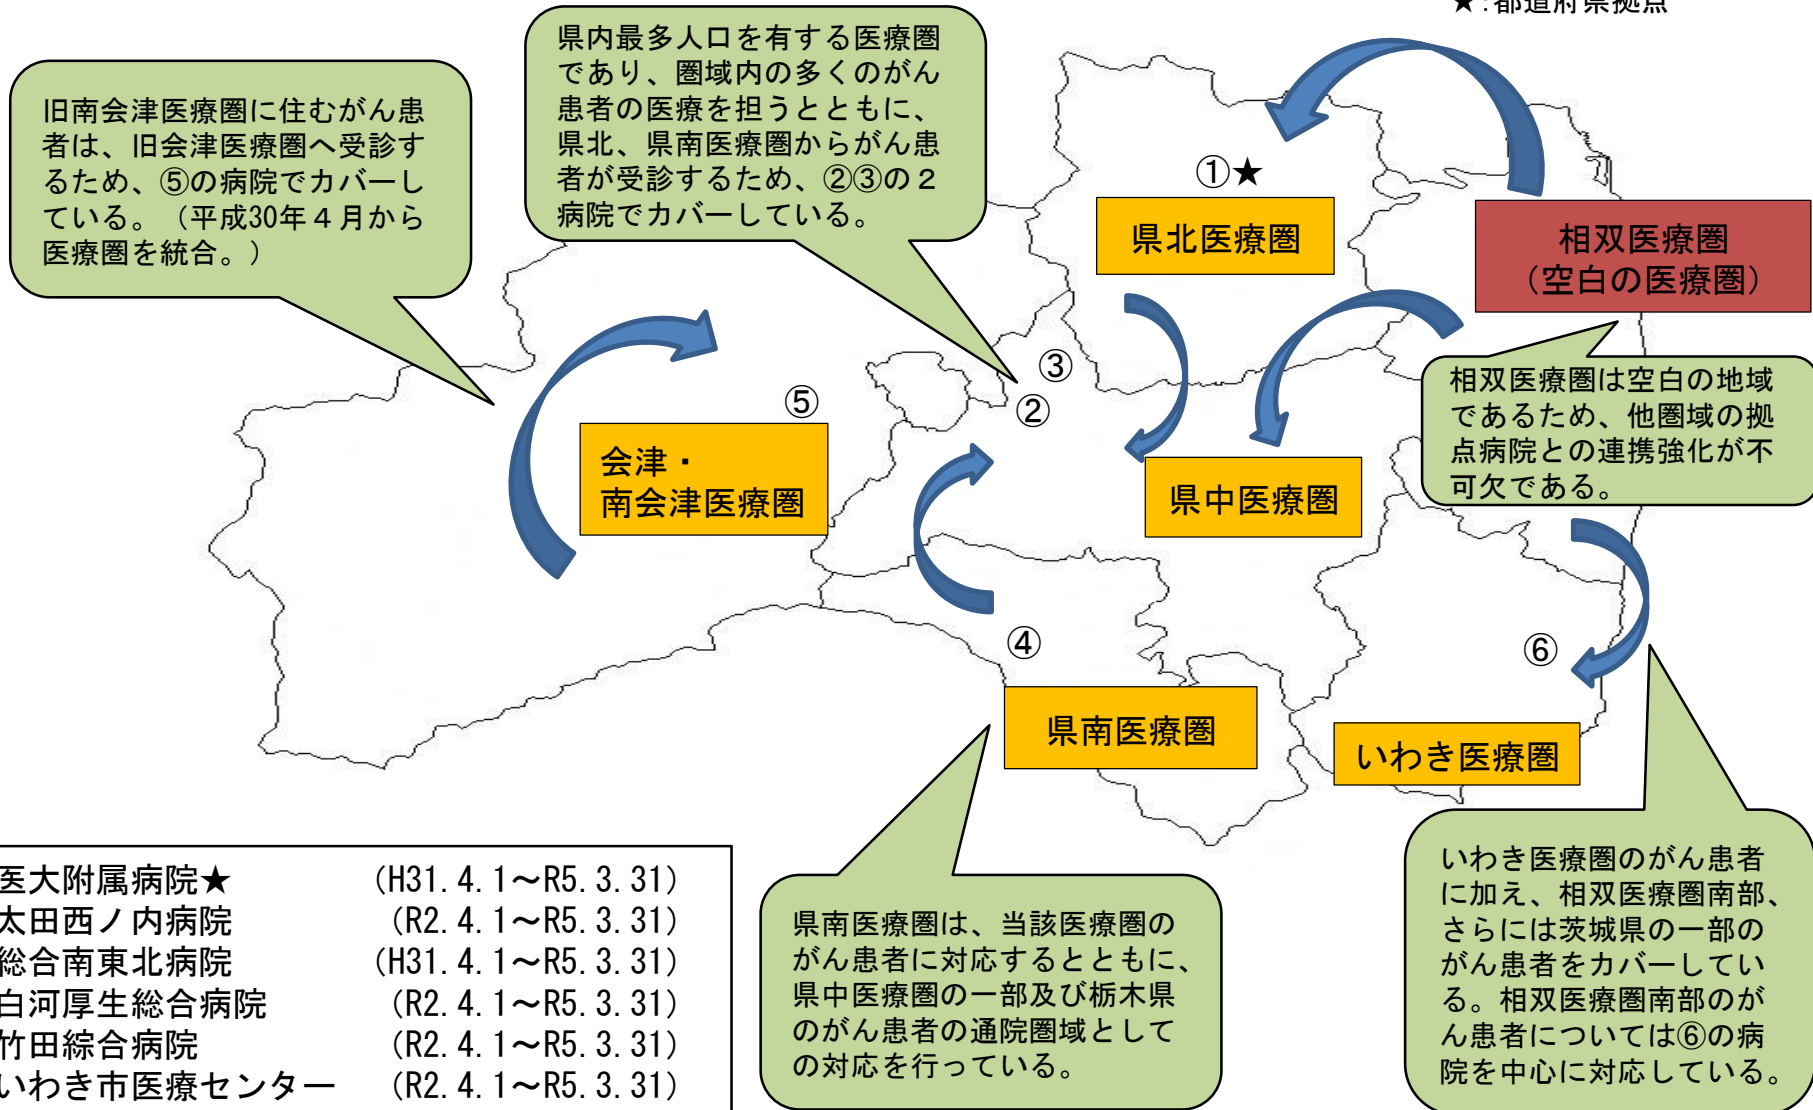 ★:都道府県拠点
県内最多人口を有する医療圏
であり、圏域内の多くのがん
患者の医療を担うとともに、
県北、県南医療圏からがん患
者が受診するため、②③の２
病院でカバーしている。
旧南会津医療圏に住むがん患
者は、旧会津医療圏へ受診す
るため、⑤の病院でカバーし
ている。（平成30年４月から
医療圏を統合。）
①★
県北医療圏
相双医療圏
（空白の医療圏）
③
②
⑤
相双医療圏は空白の地域
であるため、他圏域の拠
点病院との連携強化が不
可欠である。
会津・
南会津医療圏
県中医療圏
④
⑥
県南医療圏
いわき医療圏
医大附属病院★ (H31.4.1～R5.3.31)
太田西ノ内病院 (R2.4.1～R5.3.31)
総合南東北病院 (H31.4.1～R5.3.31)
白河厚生総合病院 (R2.4.1～R5.3.31)
竹田綜合病院 (R2.4.1～R5.3.31)
いわき市医療センター (R2.4.1～R5.3.31)
県南医療圏は、当該医療圏の
がん患者に対応するとともに、
県中医療圏の一部及び栃木県
のがん患者の通院圏域として
の対応を行っている。
いわき医療圏のがん患者
に加え、相双医療圏南部、
さらには茨城県の一部の
がん患者をカバーしてい
る。相双医療圏南部のが
ん患者については⑥の病
院を中心に対応している。